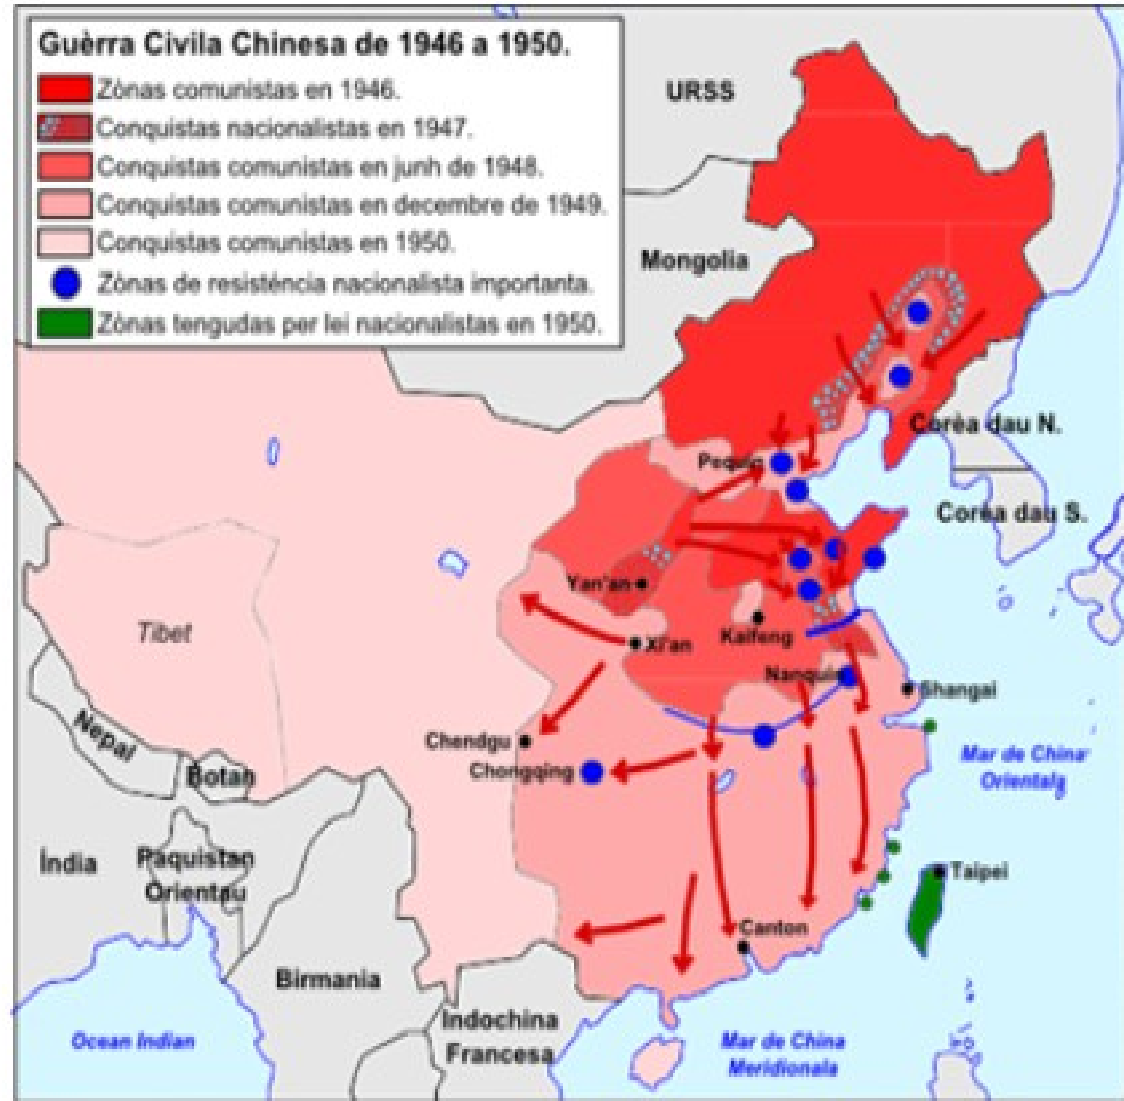 Guèrra Civila Chinesa de 1946 a 1950.
Zònas comunistas en 1946.
Conquistas nacionalistas en 1947.
Conquistas comunistas en junh de 1948.
Conquistas comunistas en decembre de 1949.
Conquistas comunistas en 1950.
Zònas de resisténcia nacionalista importanta.
Zònas tengudas per lei nacionalistas en 1950.
URSS
Mongolia
Corèa dau N.
Pequin
Corèa dau S.
Yan'an
Tibet
Kaifeng
Xi'an
Nanquin
Shangai
Nepal
Chendgu
Chongqing
Botan
Mar de China
Orientala
Índia
Paquistan
Orientau
Taipei
Canton
Birmania
Indochina
Francesa
Ocean Indian
Mar de China
Meridionala